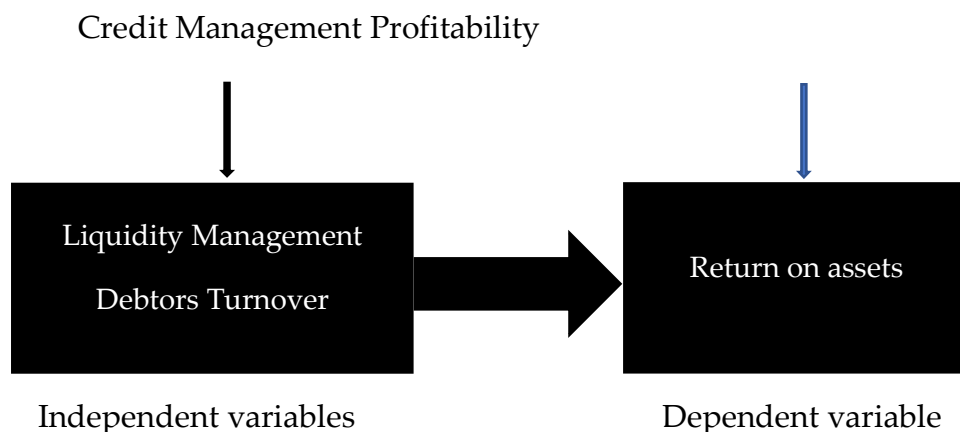 Credit Management Profitability
Liquidity Management
Debtors Turnover
Return on assets
Independent variables
Dependent variable